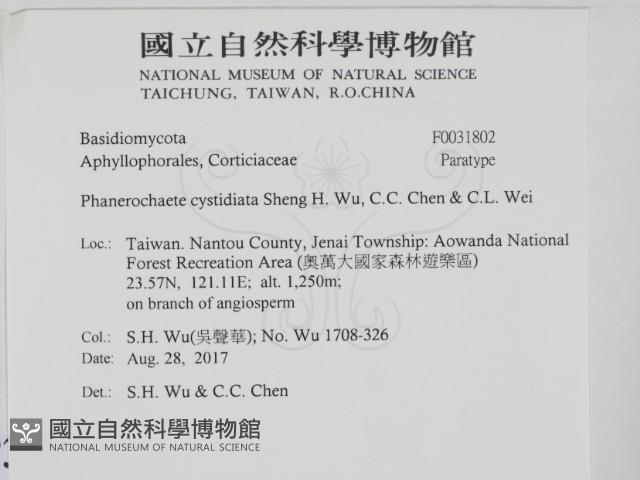 國立自然科學博物館
NATIONAL MUSEUM OF NATURAL SCIENCE
TAICHUNG, TAIWAN, R.O.CHINA
Basidiomycota F0031802
Aphyllophorales, Corticiaceae Paratype
Phanerochaete cystidiata Sheng H. Wu, C.C. Chen & C.L. Wei
Loc.: Taiwan. Nantou County, Jenai Township: Aowanda National
Forest Recreation Area (奧萬大國家森林遊樂區)
23.57N, 121.11E; alt. 1,250m;
on branch of angiosperm
Col.: S.H. Wu(吳聲華); No. Wu 1708-326
Date: Aug. 28, 2017
Det.: S.H. Wu & C.C. Chen
國立自然科學博物館
NATIONAL MUSEUM OF NATURAL SCIENCE